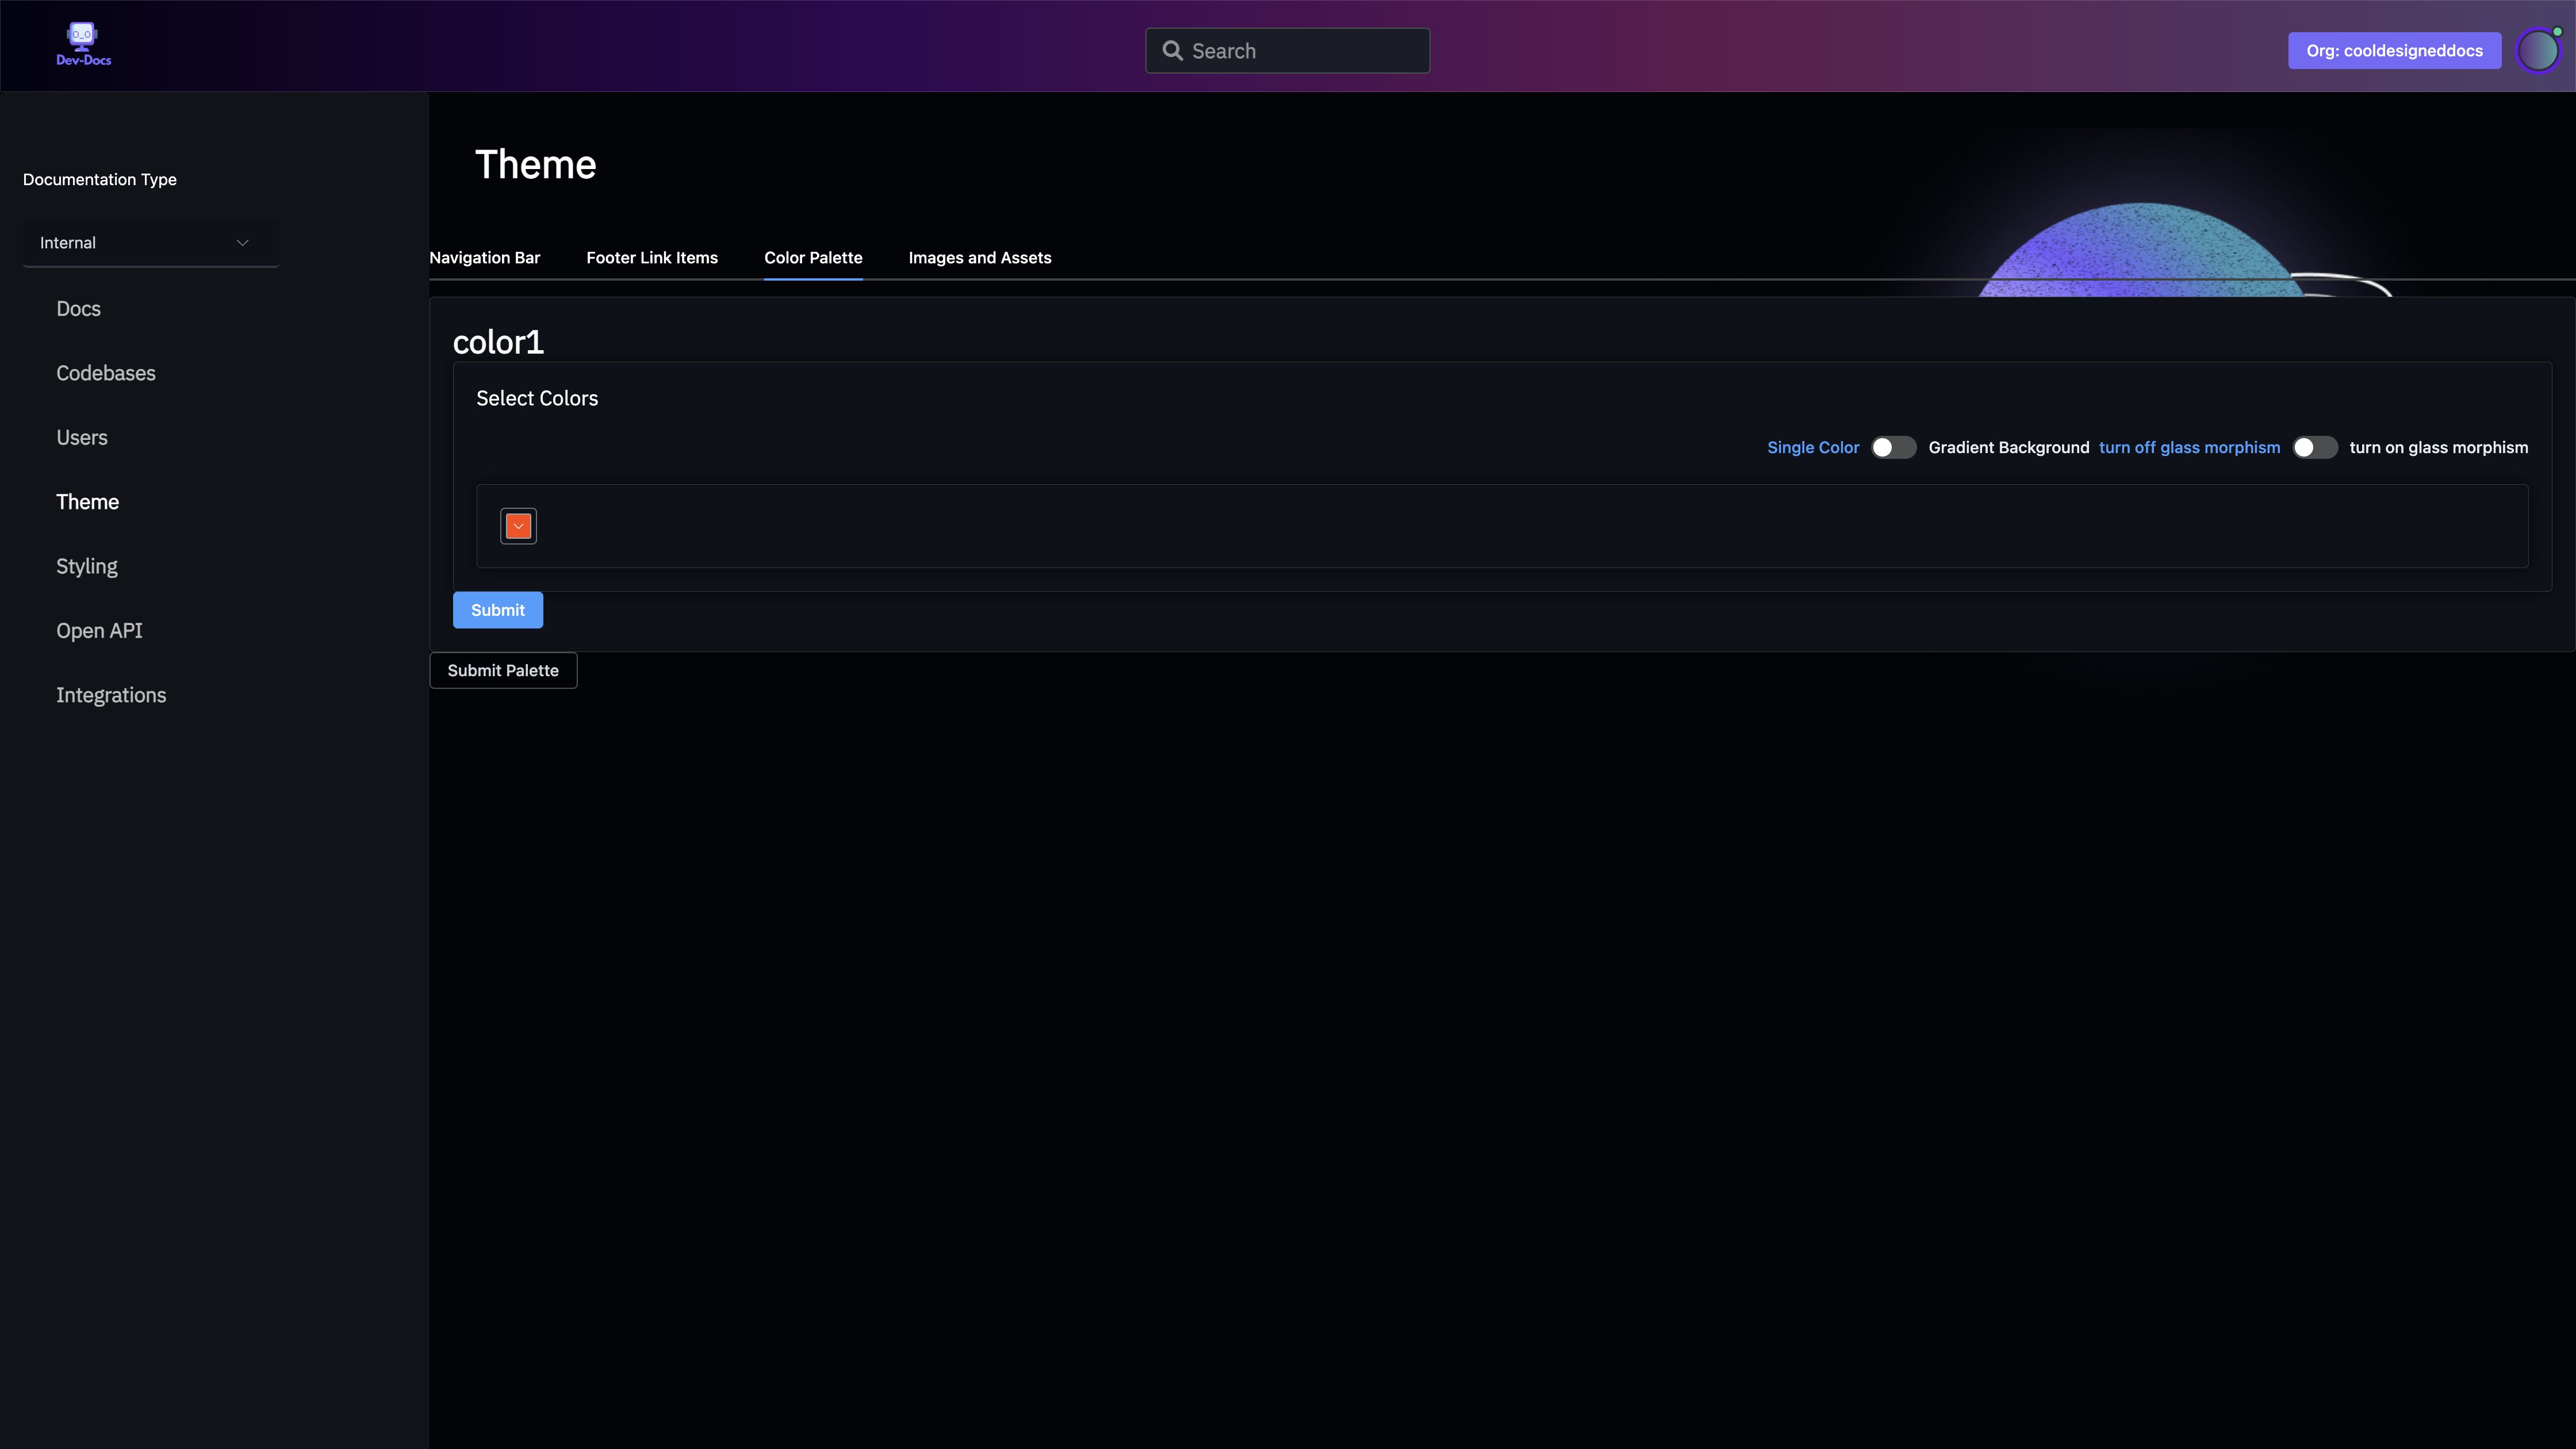 O_O
Dev-Docs
Search
Org: cooldesigneddocs
Documentation Type
Internal
Docs
Codebases
Users
Theme
Styling
Open API
Integrations
Theme
Navigation Bar
Footer Link Items
Color Palette
Images and Assets
color1
Select Colors
Single Color
Gradient Background
turn off glass morphism
turn on glass morphism
Submit
Submit Palette